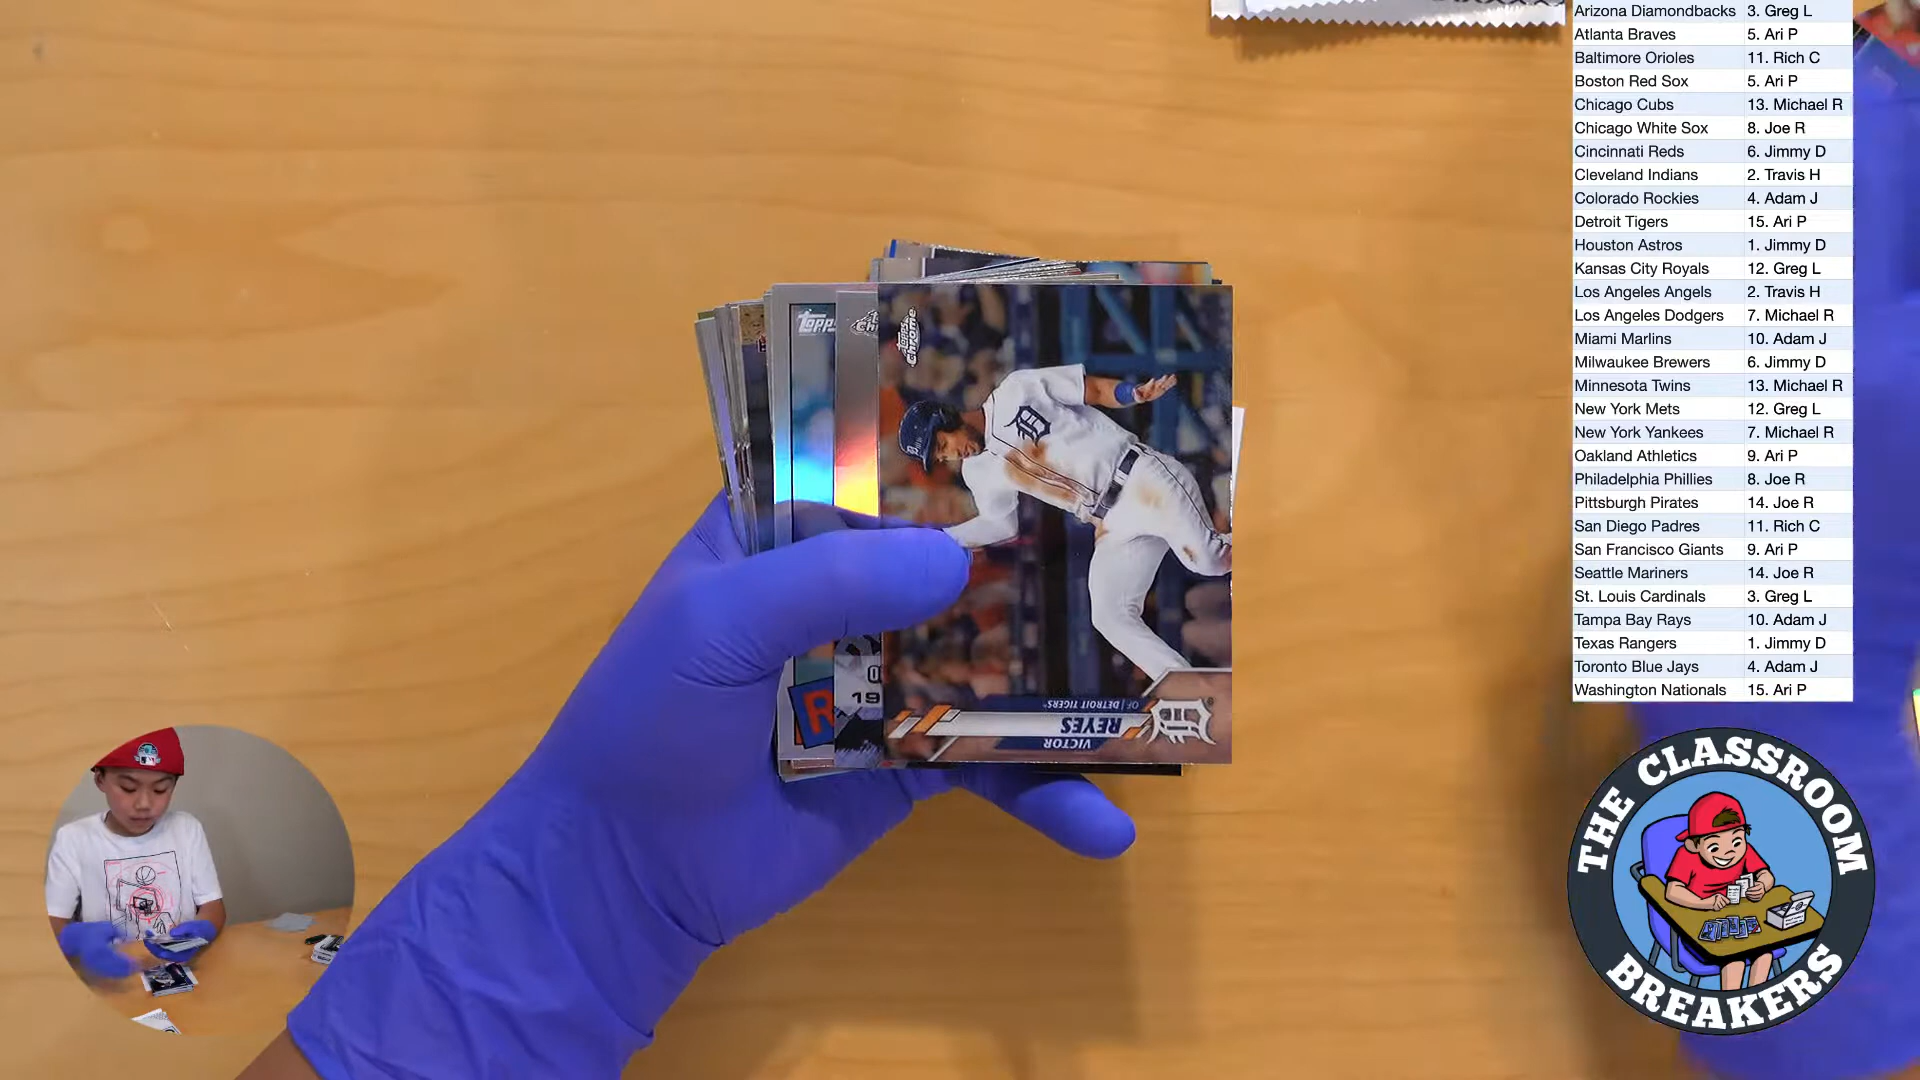 Arizona Diamondbacks 3. Greg L
Atlanta Braves 5. Ari P
Baltimore Orioles 11. Rich C
Boston Red Sox 5. Ari P
Chicago Cubs 13. Michael R
Chicago White Sox 8. Joe R
Cincinnati Reds 6. Jimmy D
Cleveland Indians 2. Travis H
Colorado Rockies 4. Adam J
Detroit Tigers 15. Ari P
Houston Astros 1. Jimmy D
Kansas City Royals 12. Greg L
Los Angeles Angels 2. Travis H
Los Angeles Dodgers 7. Michael R
Miami Marlins 10. Adam J
Milwaukee Brewers 6. Jimmy D
Minnesota Twins 13. Michael R
New York Mets 12. Greg L
New York Yankees 7. Michael R
Oakland Athletics 9. Ari P
Philadelphia Phillies 8. Joe R
Pittsburgh Pirates 14. Joe R
San Diego Padres 11. Rich C
San Francisco Giants 9. Ari P
Seattle Mariners 14. Joe R
St. Louis Cardinals 3. Greg L
Tampa Bay Rays 10. Adam J
Texas Rangers 1. Jimmy D
Toronto Blue Jays 4. Adam J
Washington Nationals 15. Ari P
Topps
Topps
Chrome
D
19
R
VICTOR
REYES
OF | DETROIT TIGERS
THE CLASSROOM
BREAKERS